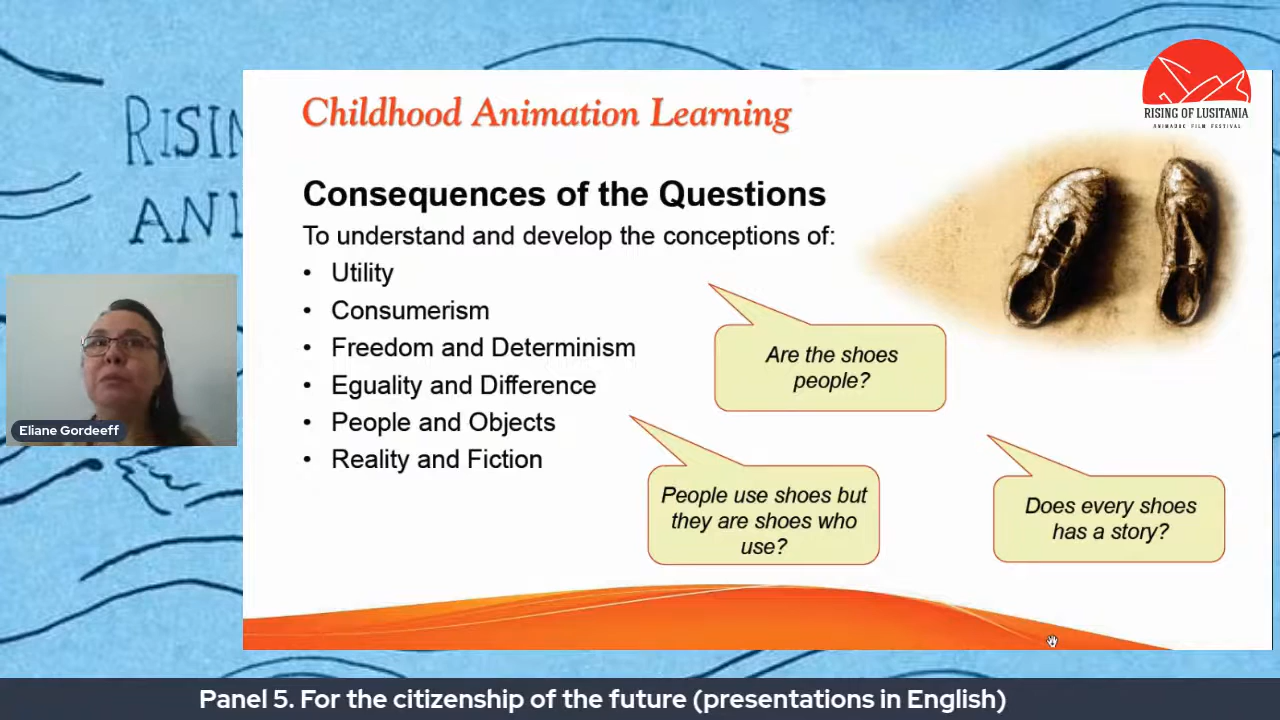 RISIN
ANI
RISING OF LUSITANIA
ANIMADOC FILM FESTIVAL
Childhood Animation Learning
Consequences of the Questions
To understand and develop the conceptions of:
• Utility
• Consumerism
• Freedom and Determinism
• Eguality and Difference
• People and Objects
• Reality and Fiction
Are the shoes
people?
People use shoes but
they are shoes who
use?
Does every shoes
has a story?
Eliane Gordeeff
Panel 5. For the citizenship of the future (presentations in English)